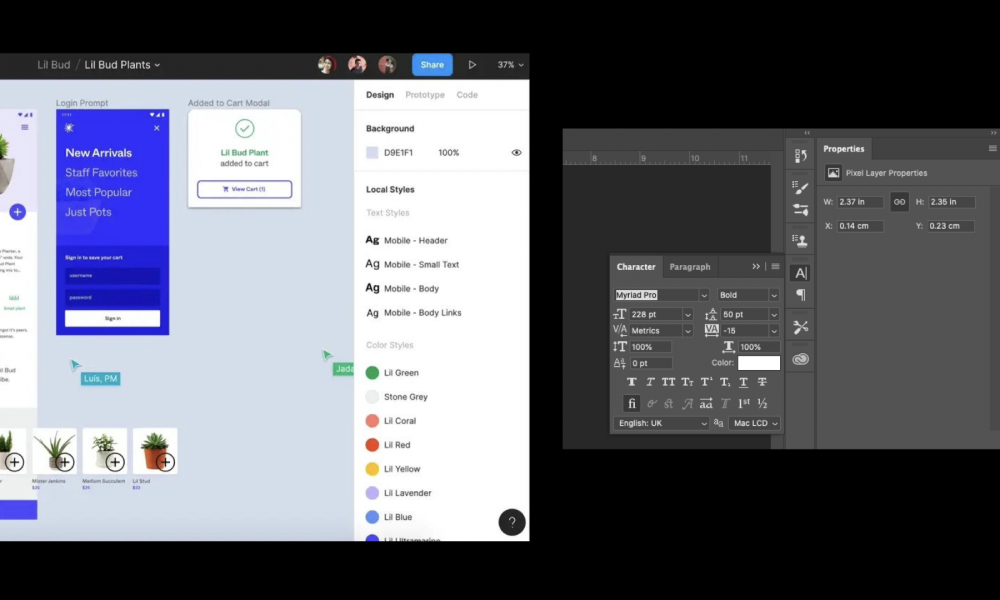 Lil Bud / Lil Bud Plants
Share
37%
Login Prompt
New Arrivals
Staff Favorites
Most Popular
Just Pots
Sign in to save your cart
username
password
Sign in
Added to Cart Modal
Lil Bud Plant
added to cart
View Cart (1)
Luis, PM
Jada
Mister Jenkins
Medium Succulent
Lil Stud
Design Prototype Code
Background
D9E1F1 100%
Local Styles
Text Styles
Ag Mobile - Header
Ag Mobile - Small Text
Ag Mobile - Body
Ag Mobile - Body Links
Color Styles
Lil Green
Stone Grey
Lil Coral
Lil Red
Lil Yellow
Lil Lavender
Lil Blue
Lil Ultramarine
?
8 9 10 11
Character Paragraph
Myriad Pro Bold
228 pt 50 pt
Metrics -15
100% 100%
0 pt Color:
T T TT Tt T¹ T₁ T T
fi st A aa T 1st ½
English: UK aa Mac LCD
Properties
Pixel Layer Properties
W: 2.37 in H: 2.35 in
X: 0.14 cm Y: 0.23 cm